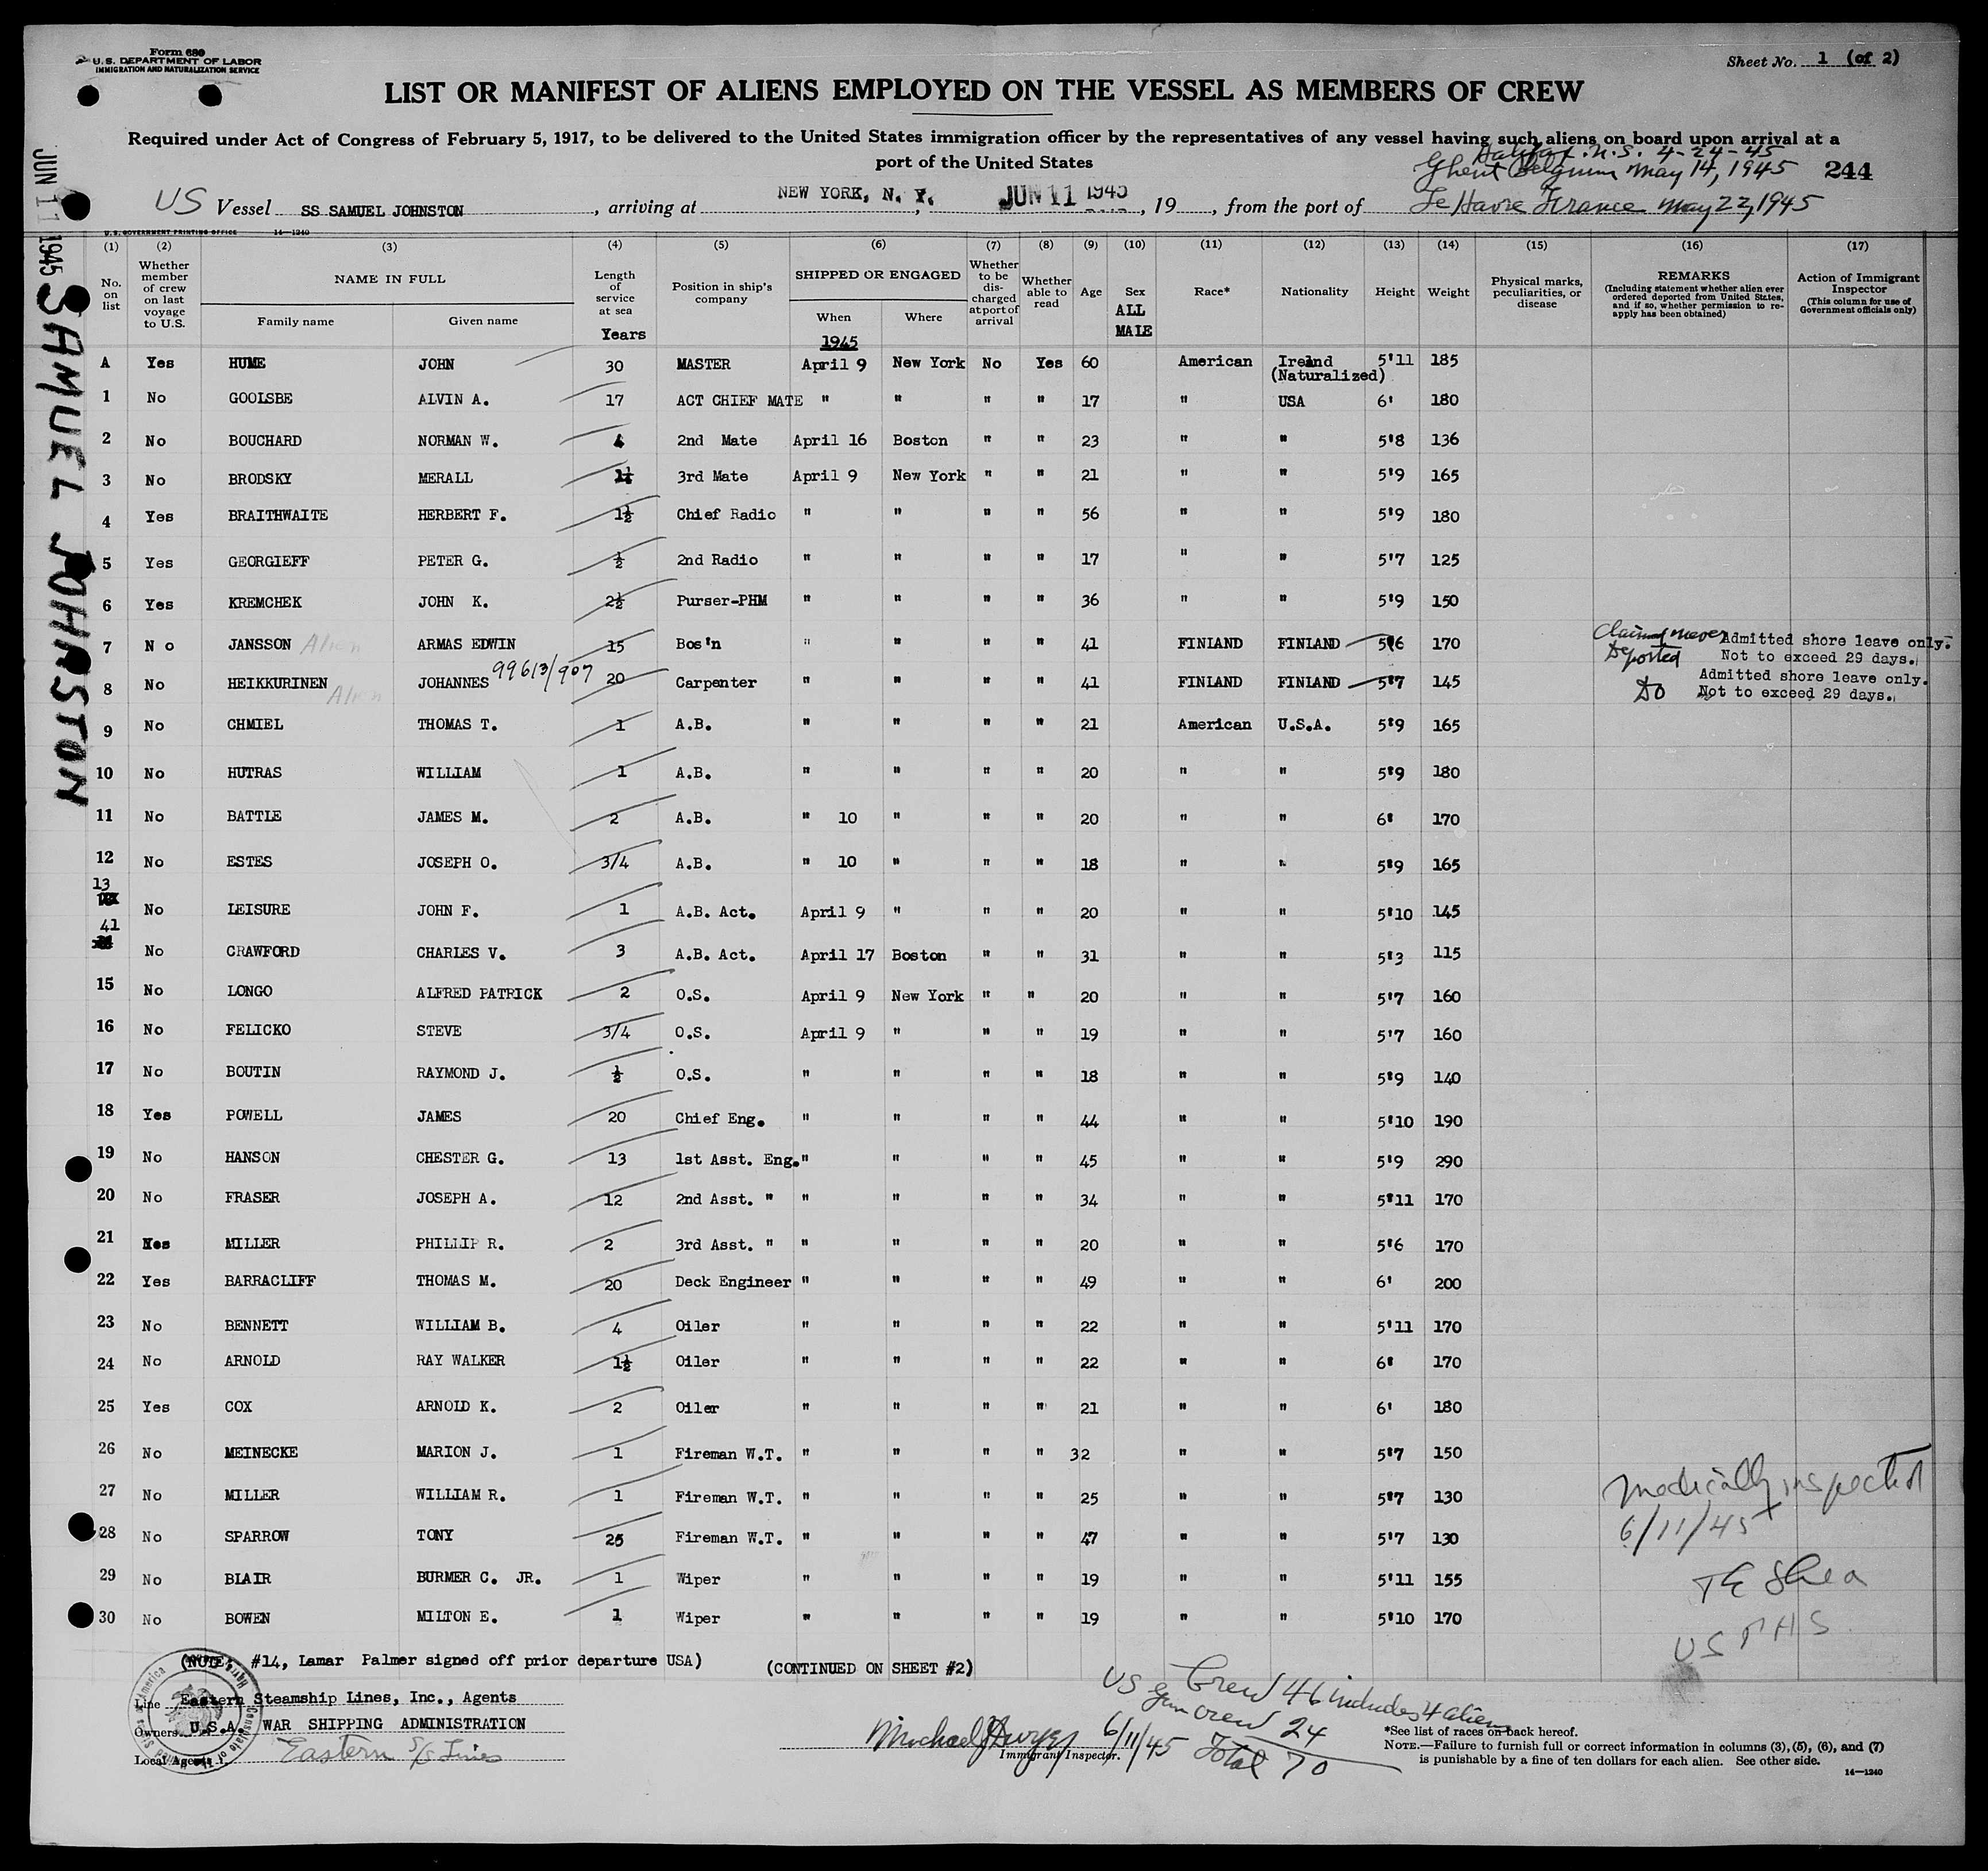 Form 680
U.S. DEPARTMENT OF LABOR
IMMIGRATION AND NATURALIZATION SERVICE
Sheet No. 1 (of 2)
LIST OR MANIFEST OF ALIENS EMPLOYED ON THE VESSEL AS MEMBERS OF CREW
Required under Act of Congress of February 5, 1917, to be delivered to the United States immigration officer by the representatives of any vessel having such aliens on board upon arrival at a
port of the United States
Halifax. N.S. 4-24-45
Ghent Belgium May 14, 1945 244
US Vessel SS SAMUEL JOHNSTON, arriving at NEW YORK, N. Y., JUN 11 1945, 19, from the port of Le Havre France May 22, 1945
U.S. GOVERNMENT PRINTING OFFICE 14—1240
JUN 11 1945 SAMUEL JOHNSTON
(1) (2) (3) (4) (5) (6) (7) (8) (9) (10) (11) (12) (13) (14) (15) (16) (17)
No. on list
Whether member of crew on last voyage to U.S.
NAME IN FULL
Family name
Given name
Length of service at sea
Years
Position in ship's company
SHIPPED OR ENGAGED
When
1945
Where
Whether to be discharged at port of arrival
Whether able to read
Age
Sex
ALL MALE
Race*
Nationality
Height
Weight
Physical marks, peculiarities, or disease
REMARKS
(Including statement whether alien ever ordered deported from United States, and if so, whether permission to re-apply has been obtained)
Action of Immigrant Inspector
(This column for use of Government officials only)
A Yes HUME JOHN 30 MASTER April 9 New York No Yes 60 American Irelnd (Naturalized) 5'11 185
1 No GOOLSBE ALVIN A. 17 ACT CHIEF MATE " " " " 17 " USA 6' 180
2 No BOUCHARD NORMAN W. 4 2nd Mate April 16 Boston " " 23 " " 5'8 136
3 No BRODSKY MERALL 3rd Mate April 9 New York " " 21 " " 5'9 165
4 Yes BRAITHWAITE HERBERT F. 1½ Chief Radio " " " " 56 " " 5'9 180
5 Yes GEORGIEFF PETER G. ½ 2nd Radio " " " " 17 " " 5'7 125
6 Yes KREMCHEK JOHN K. 2½ Purser-PHM " " " " 36 " " 5'9 150
7 N o JANSSON Alien ARMAS EDWIN 15 Bos'n " " " " 41 FINLAND FINLAND 5'6 170 Claimed never Deported Admitted shore leave only. Not to exceed 29 days.
8 No HEIKKURINEN Alien JOHANNES 99613/907 20 Carpenter " " " " 41 FINLAND FINLAND 5'7 145 Do Admitted shore leave only. Not to exceed 29 days.
9 No CHMIEL THOMAS T. 1 A.B. " " " " 21 American U.S.A. 5'9 165
10 No HUTRAS WILLIAM 1 A.B. " " " " 20 " " 5'9 180
11 No BATTLE JAMES M. 2 A.B. " 10 " " " 20 " " 6' 170
12 No ESTES JOSEPH O. 3/4 A.B. " 10 " " " 18 " " 5'9 165
13 No LEISURE JOHN F. 1 A.B. Act. April 9 " " " 20 " " 5'10 145
41 No CRAWFORD CHARLES V. 3 A.B. Act. April 17 Boston " " 31 " " 5'3 115
15 No LONGO ALFRED PATRICK 2 O.S. April 9 New York " " 20 " " 5'7 160
16 No FELICKO STEVE 3/4 O.S. April 9 " " " 19 " " 5'7 160
17 No BOUTIN RAYMOND J. ½ O.S. " " " " 18 " " 5'9 140
18 Yes POWELL JAMES 20 Chief Eng. " " " " 44 " " 5'10 190
19 No HANSON CHESTER G. 13 1st Asst. Eng. " " " " 45 " " 5'9 290
20 No FRASER JOSEPH A. 12 2nd Asst. " " " " " 34 " " 5'11 170
21 Yes MILLER PHILLIP R. 2 3rd Asst. " " " " " 20 " " 5'6 170
22 Yes BARRACLIFF THOMAS M. 20 Deck Engineer " " " " 49 " " 6' 200
23 No BENNETT WILLIAM B. 4 Oiler " " " " 22 " " 5'11 170
24 No ARNOLD RAY WALKER 1½ Oiler " " " " 22 " " 6' 170
25 Yes COX ARNOLD K. 2 Oiler " " " " 21 " " 6' 180
26 No MEINECKE MARION J. 1 Fireman W.T. " " " " 32 " " 5'7 150
27 No MILLER WILLIAM R. 1 Fireman W.T. " " " " 25 " " 5'7 130
28 No SPARROW TONY 25 Fireman W.T. " " " " 47 " " 5'7 130
29 No BLAIR BURMER C. JR. 1 Wiper " " " " 19 " " 5'11 155
30 No BOWEN MILTON E. 1 Wiper " " " " 19 " " 5'10 170
Medically inspected
6/11/45
T E Shea
USPHS
(NOTE: #14, Lamar Palmer signed off prior departure USA) (CONTINUED ON SHEET #2)
Line Eastern Steamship Lines, Inc., Agents
Owners U.S.A. WAR SHIPPING ADMINISTRATION
Local Agents Eastern S/S Lines
Michael J Dwyer 6/11/45
Immigrant Inspector.
Crew 46 includes 4 aliens
US gun crew 24
Total 70
*See list of races on back hereof.
NOTE.—Failure to furnish full or correct information in columns (3), (5), (6), and (7)
is punishable by a fine of ten dollars for each alien. See other side.
14—1240